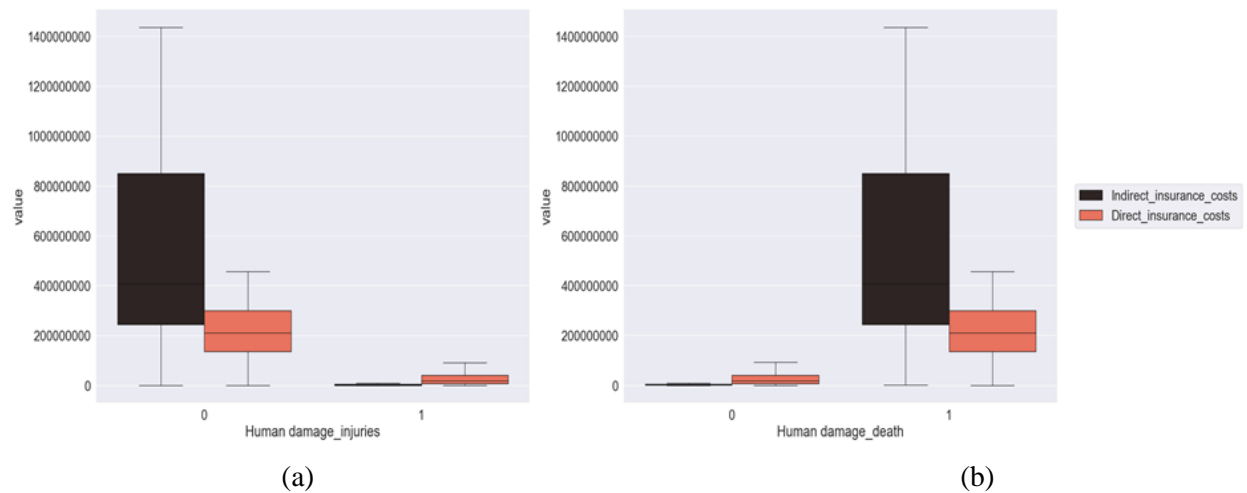 1400000000
1200000000
1000000000
800000000
600000000
400000000
200000000
0
value
0 1
Human damage_injuries
(a)
1400000000
1200000000
1000000000
800000000
600000000
400000000
200000000
0
value
0 1
Human damage_death
(b)
Indirect_insurance_costs
Direct_insurance_costs